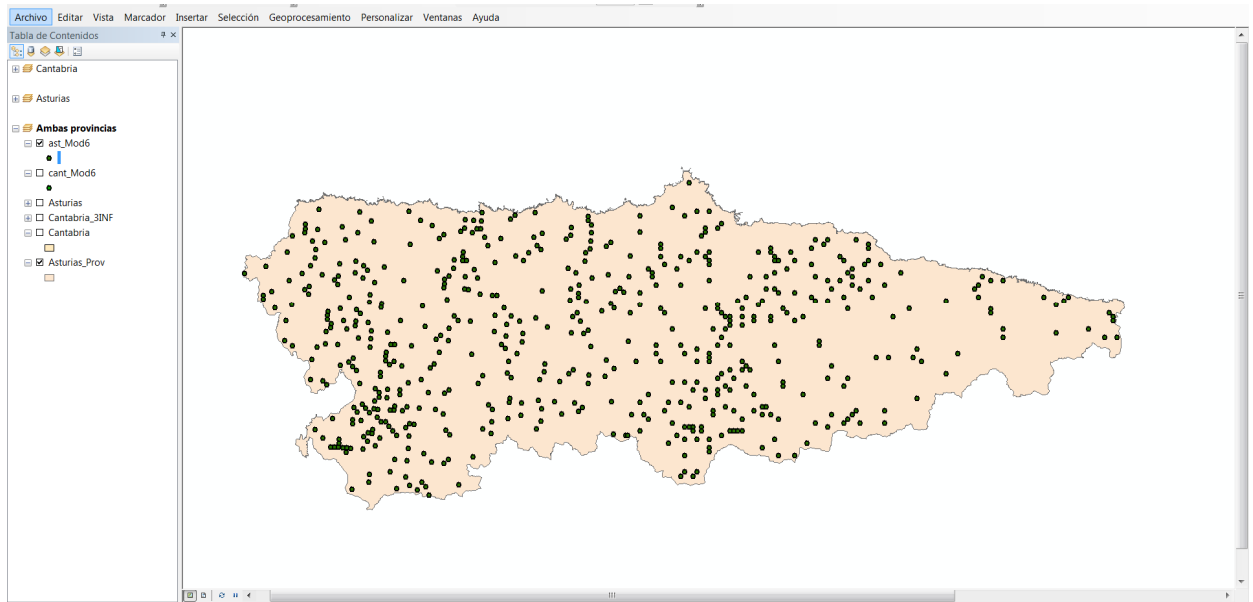 Archivo Editar Vista Marcador Insertar Selección Geoprocesamiento Personalizar Ventanas Ayuda
Tabla de Contenidos
Cantabria
Asturias
Ambas provincias
ast_Mod6
cant_Mod6
Asturias
Cantabria_3INF
Cantabria
Asturias_Prov